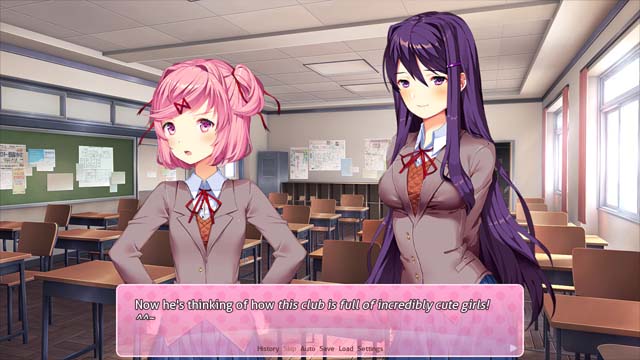 Now he's thinking of how this club is full of incredibly cute girls!
^^~
History Skip Auto Save Load Settings